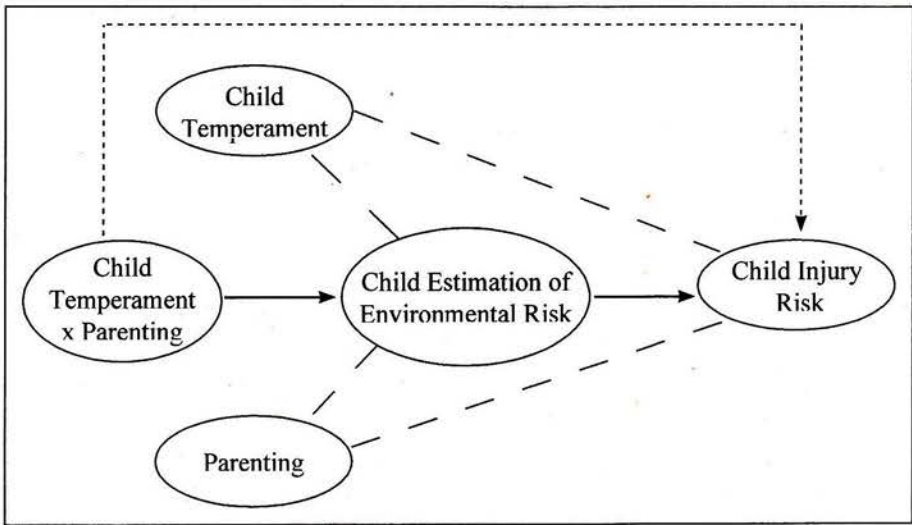 Child
Temperament
Child
Temperament
x Parenting
Child Estimation of
Environmental Risk
Child Injury
Risk
Parenting